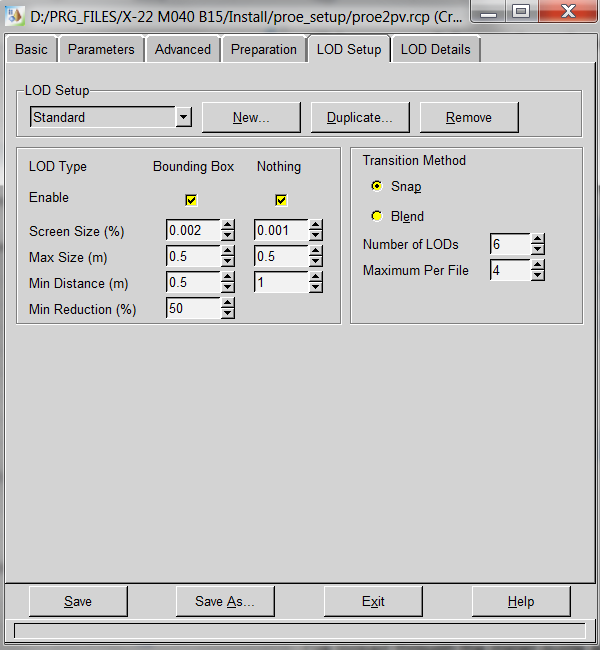 D:/PRG_FILES/X-22 M040 B15/Install/proe_setup/proe2pv.rcp (Cr...
Basic Parameters Advanced Preparation LOD Setup LOD Details
LOD Setup
Standard New... Duplicate... Remove
LOD Type Bounding Box Nothing
Enable
Screen Size (%) 0.002 0.001
Max Size (m) 0.5 0.5
Min Distance (m) 0.5 1
Min Reduction (%) 50
Transition Method
Snap
Blend
Number of LODs 6
Maximum Per File 4
Save Save As... Exit Help